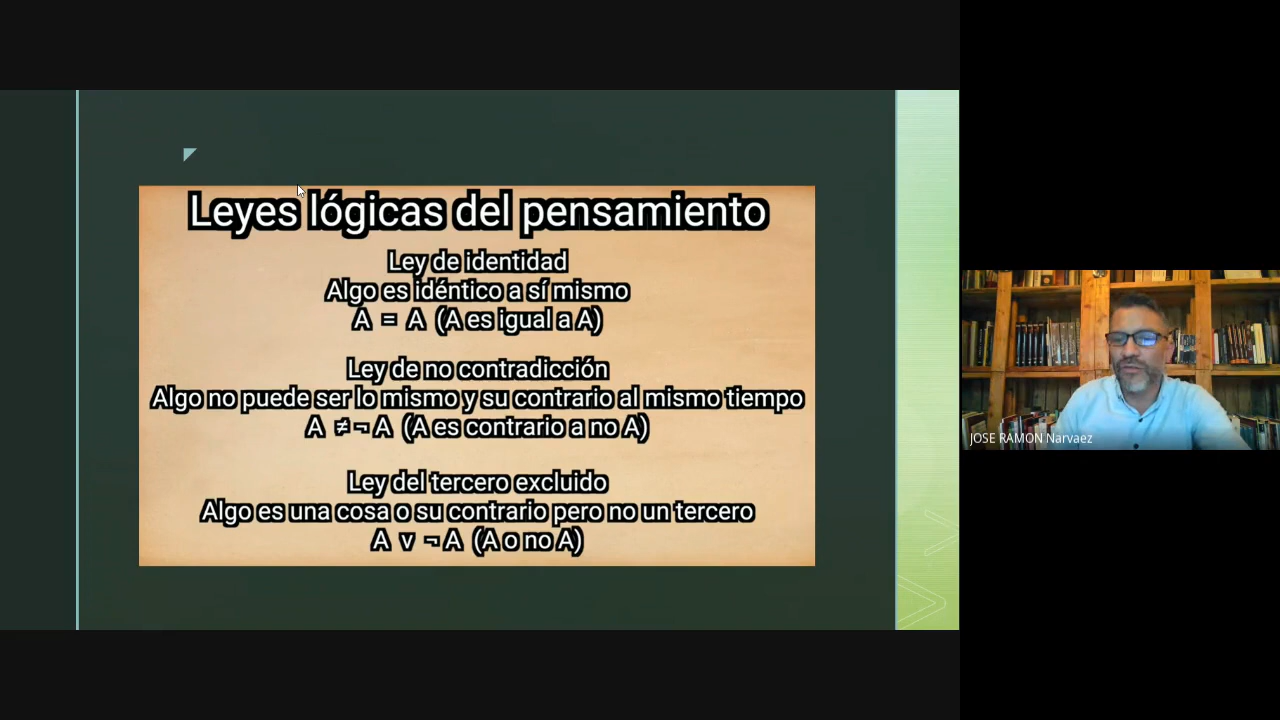 Leyes lógicas del pensamiento
Ley de identidad
Algo es idéntico a sí mismo
A = A (A es igual a A)
Ley de no contradicción
Algo no puede ser lo mismo y su contrario al mismo tiempo
A ≠ ¬ A (A es contrario a no A)
Ley del tercero excluido
Algo es una cosa o su contrario pero no un tercero
A v ¬ A (A o no A)
JOSE RAMON Narvaez